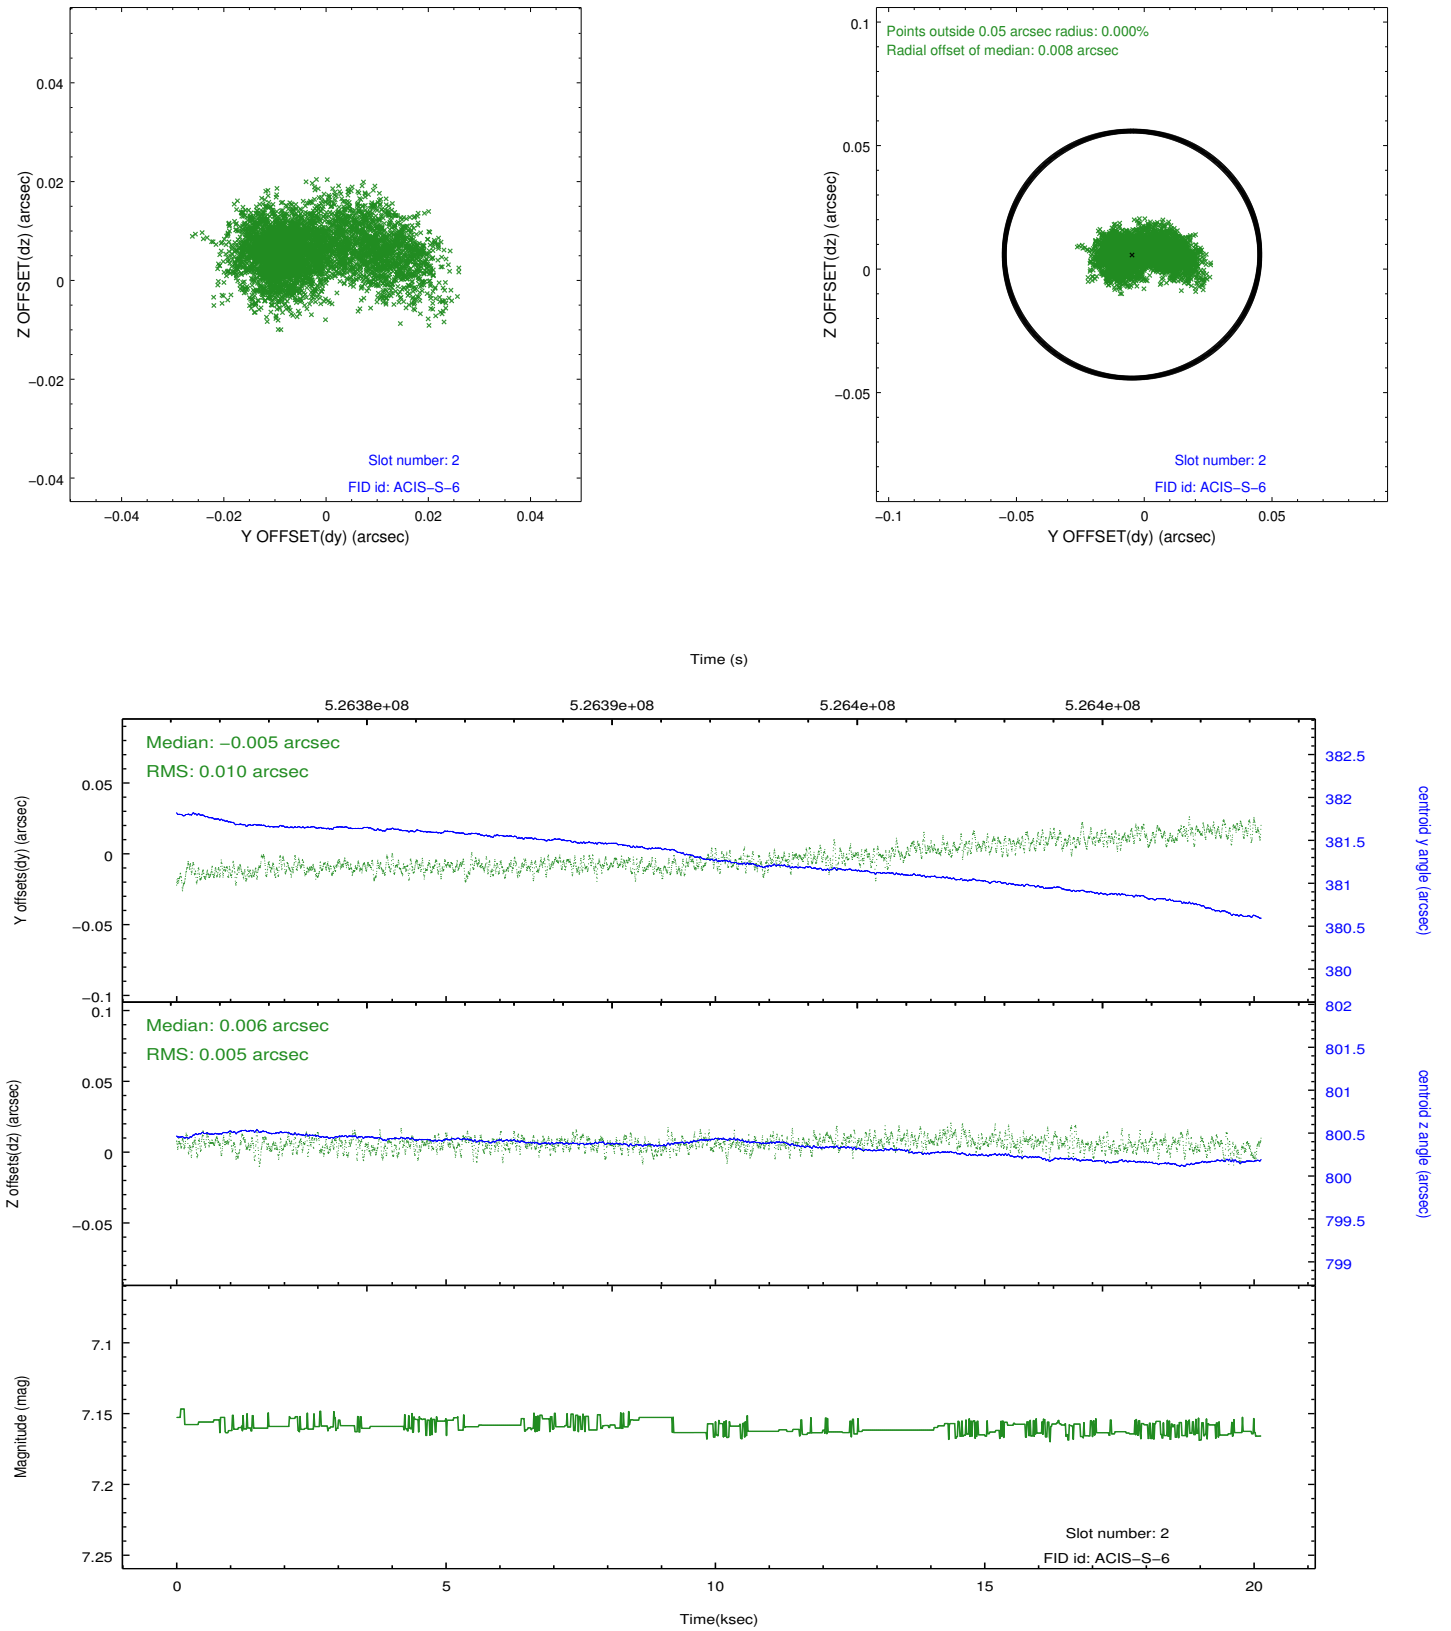 0.04
0.02
0
−0.02
−0.04
Z OFFSET(dz) (arcsec)
Slot number: 2
FID id: ACIS−S−6
−0.04
−0.02
0
0.02
0.04
Y OFFSET(dy) (arcsec)
0.1
0.05
0
−0.05
Z OFFSET(dz) (arcsec)
Points outside 0.05 arcsec radius: 0.000%
Radial offset of median: 0.008 arcsec
Slot number: 2
FID id: ACIS−S−6
−0.1
−0.05
0
0.05
Y OFFSET(dy) (arcsec)
Time (s)
5.2638e+08
5.2639e+08
5.264e+08
5.264e+08
Median: −0.005 arcsec
RMS: 0.010 arcsec
0.05
0
−0.05
−0.1
Y offsets(dy) (arcsec)
382.5
382
381.5
381
380.5
380
centroid y angle (arcsec)
Median: 0.006 arcsec
RMS: 0.005 arcsec
0.1
0.05
0
−0.05
Z offsets(dz) (arcsec)
802
801.5
801
800.5
800
799.5
799
centroid z angle (arcsec)
7.1
7.15
7.2
7.25
Magnitude (mag)
Slot number: 2
FID id: ACIS−S−6
0
5
10
15
20
Time(ksec)